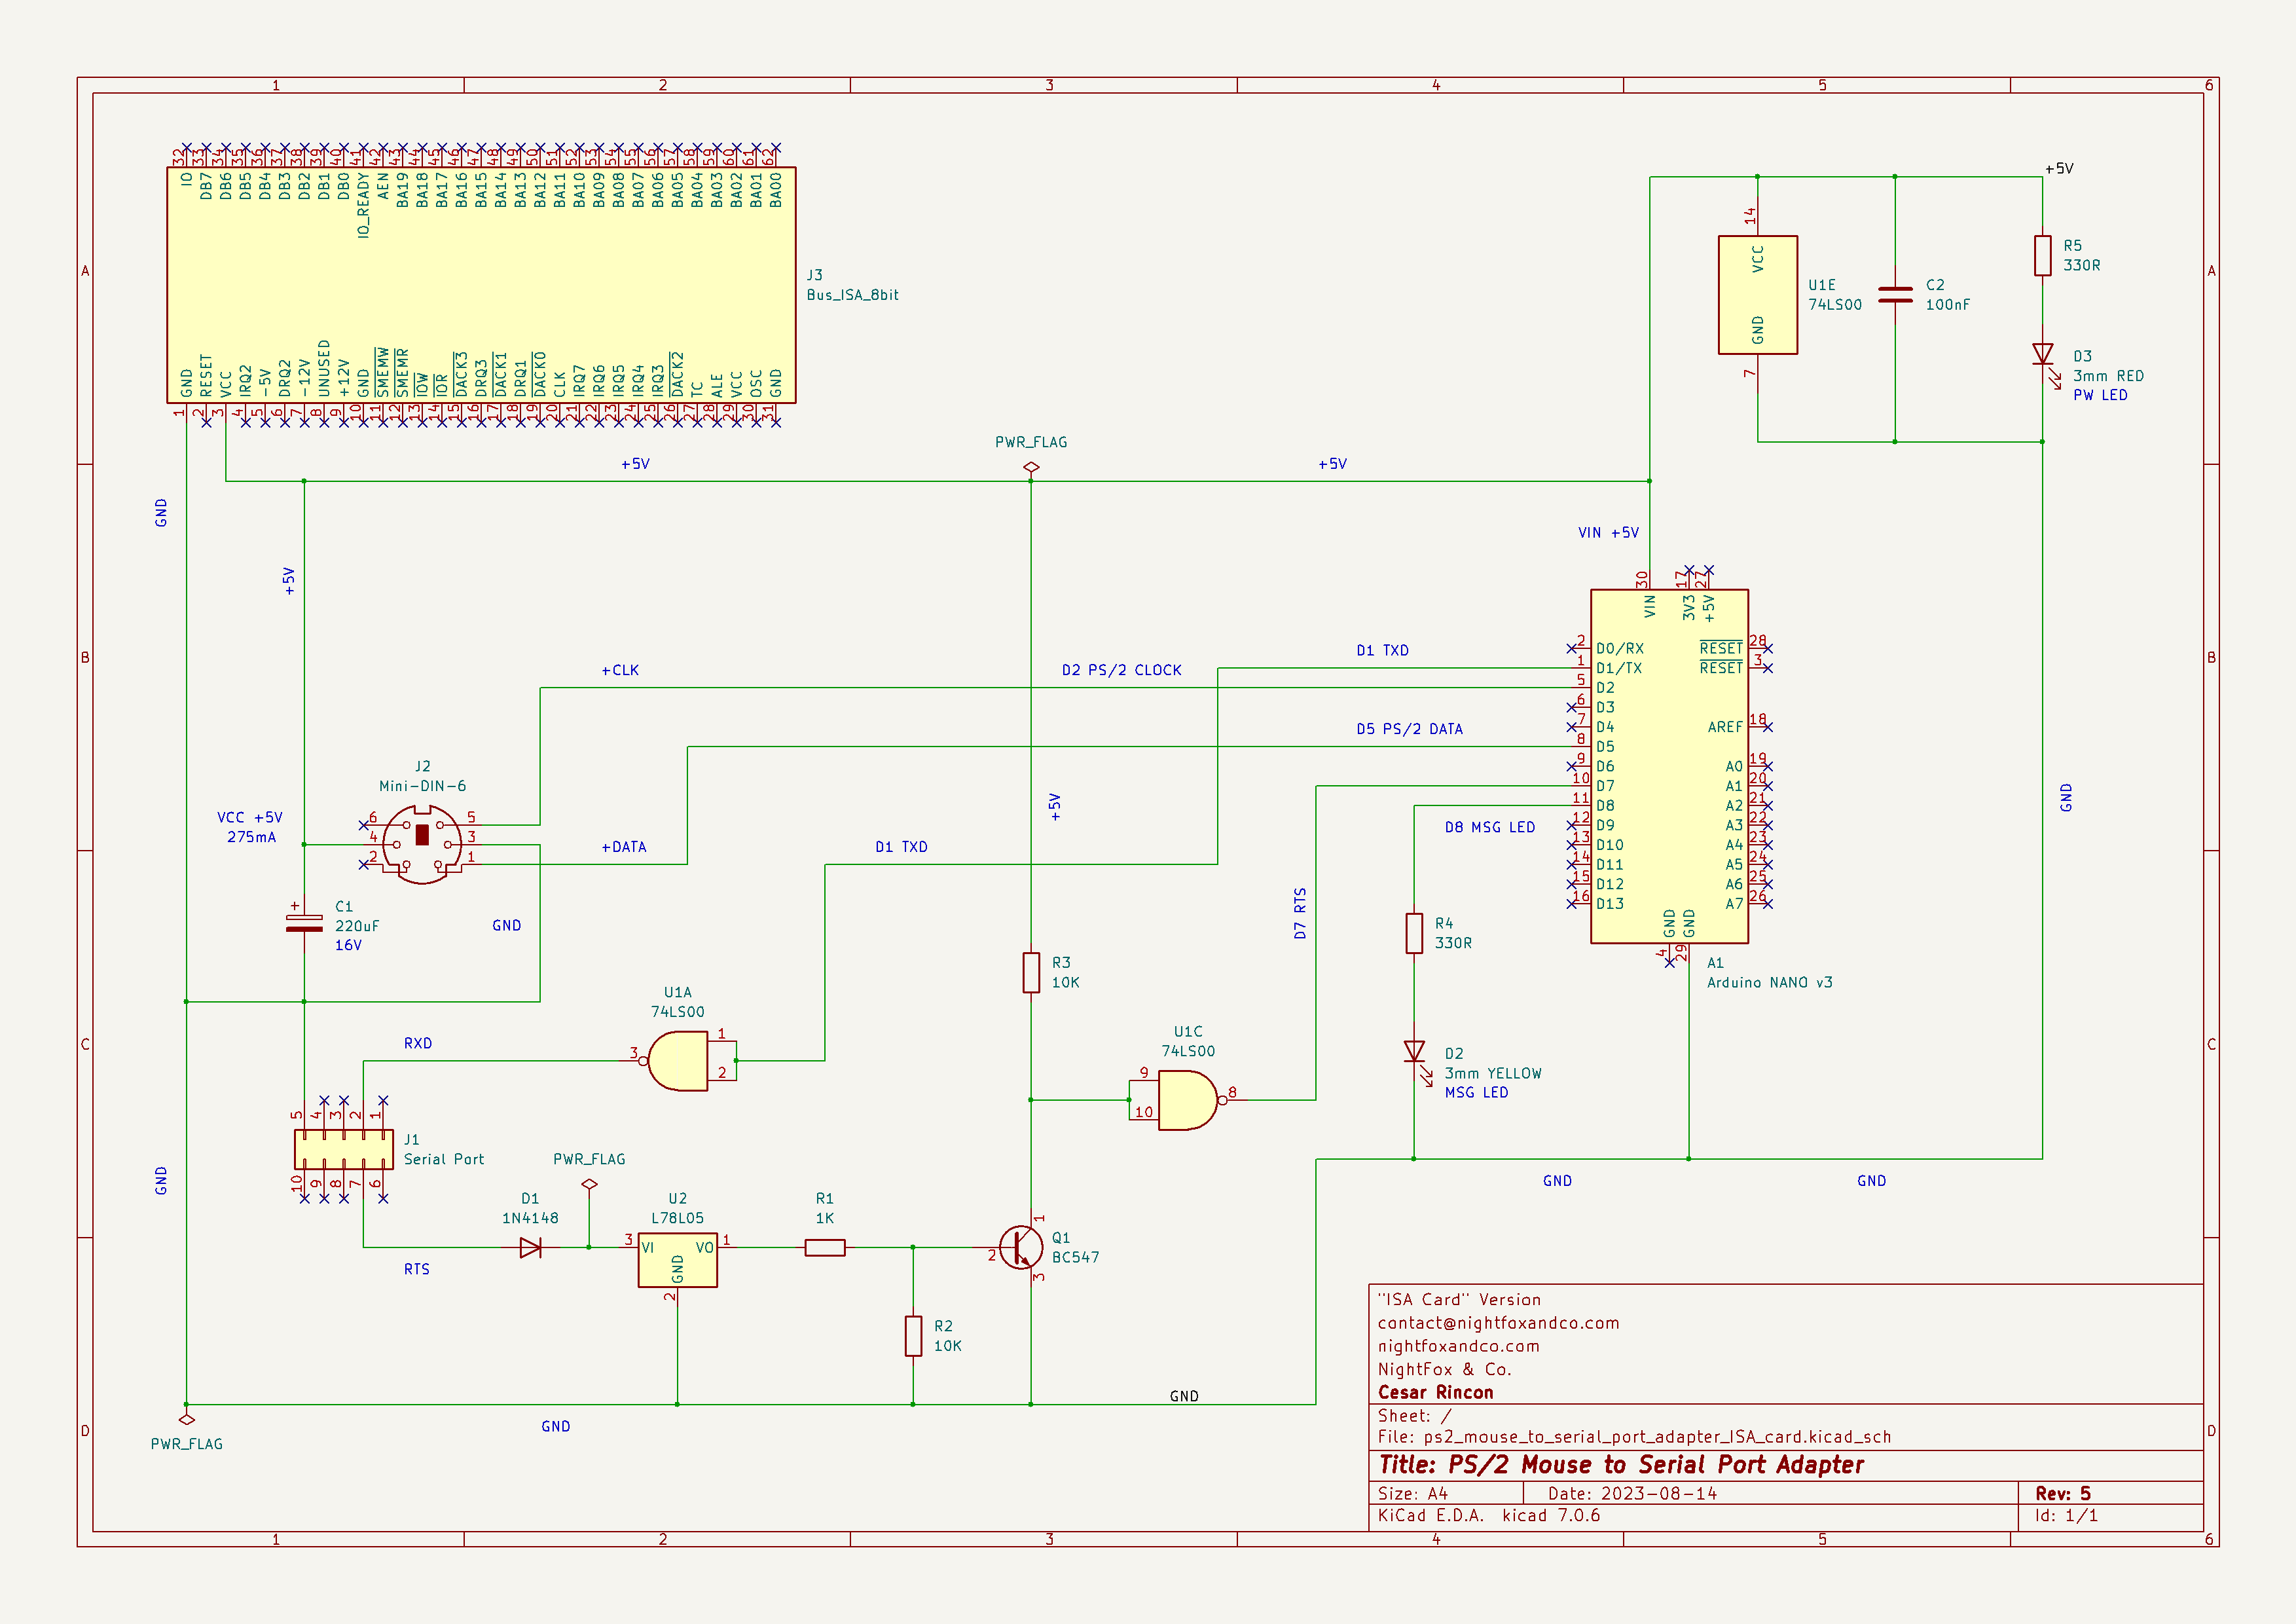 1 2 3 4 5 6
A A
B B
C C
D D
32 33 34 35 36 37 38 39 40 41 42 43 44 45 46 47 48 49 50 51 52 53 54 55 56 57 58 59 60 61 62
IO DB7 DB6 DB5 DB4 DB3 DB2 DB1 DB0 IO_READY AEN BA19 BA18 BA17 BA16 BA15 BA14 BA13 BA12 BA11 BA10 BA09 BA08 BA07 BA06 BA05 BA04 BA03 BA02 BA01 BA00
J3
Bus_ISA_8bit
GND RESET VCC IRQ2 -5V DRQ2 -12V UNUSED +12V GND SMEMW SMEMR IOW IOR DACK3 DRQ3 DACK1 DRQ1 DACK0 CLK IRQ7 IRQ6 IRQ5 IRQ4 IRQ3 DACK2 TC ALE VCC OSC GND
1 2 3 4 5 6 7 8 9 10 11 12 13 14 15 16 17 18 19 20 21 22 23 24 25 26 27 28 29 30 31
+5V
14
VCC
GND
7
U1E
74LS00
C2
100nF
R5
330R
D3
3mm RED
PW LED
PWR_FLAG
+5V
+5V
GND
+5V
VIN +5V
30 17 27
VIN 3V3 +5V
2 D0/RX
1 D1/TX
5 D2
6 D3
7 D4
8 D5
9 D6
10 D7
11 D8
12 D9
13 D10
14 D11
15 D12
16 D13
RESET 28
RESET 3
AREF 18
A0 19
A1 20
A2 21
A3 22
A4 23
A5 24
A6 25
A7 26
GND GND
4 29
A1
Arduino NANO v3
D1 TXD
+CLK
D2 PS/2 CLOCK
D5 PS/2 DATA
J2
Mini-DIN-6
VCC +5V
275mA
6 5
4 3
2 1
+DATA
D1 TXD
+5V
D8 MSG LED
GND
D7 RTS
+
C1
220uF
16V
GND
R4
330R
R3
10K
U1A
74LS00
1
2
3
RXD
U1C
74LS00
9
10
8
D2
3mm YELLOW
MSG LED
5 4 3 2 1
J1
Serial Port
10 9 8 7 6
GND
PWR_FLAG
GND
GND
D1
1N4148
U2
L78L05
3 VI VO 1
GND
2
R1
1K
RTS
Q1
BC547
1
2
3
R2
10K
GND
GND
PWR_FLAG
"ISA Card" Version
contact@nightfoxandco.com
nightfoxandco.com
NightFox & Co.
Cesar Rincon
Sheet: /
File: ps2_mouse_to_serial_port_adapter_ISA_card.kicad_sch
Title: PS/2 Mouse to Serial Port Adapter
Size: A4 Date: 2023-08-14 Rev: 5
KiCad E.D.A. kicad 7.0.6 Id: 1/1
1 2 3 4 5 6